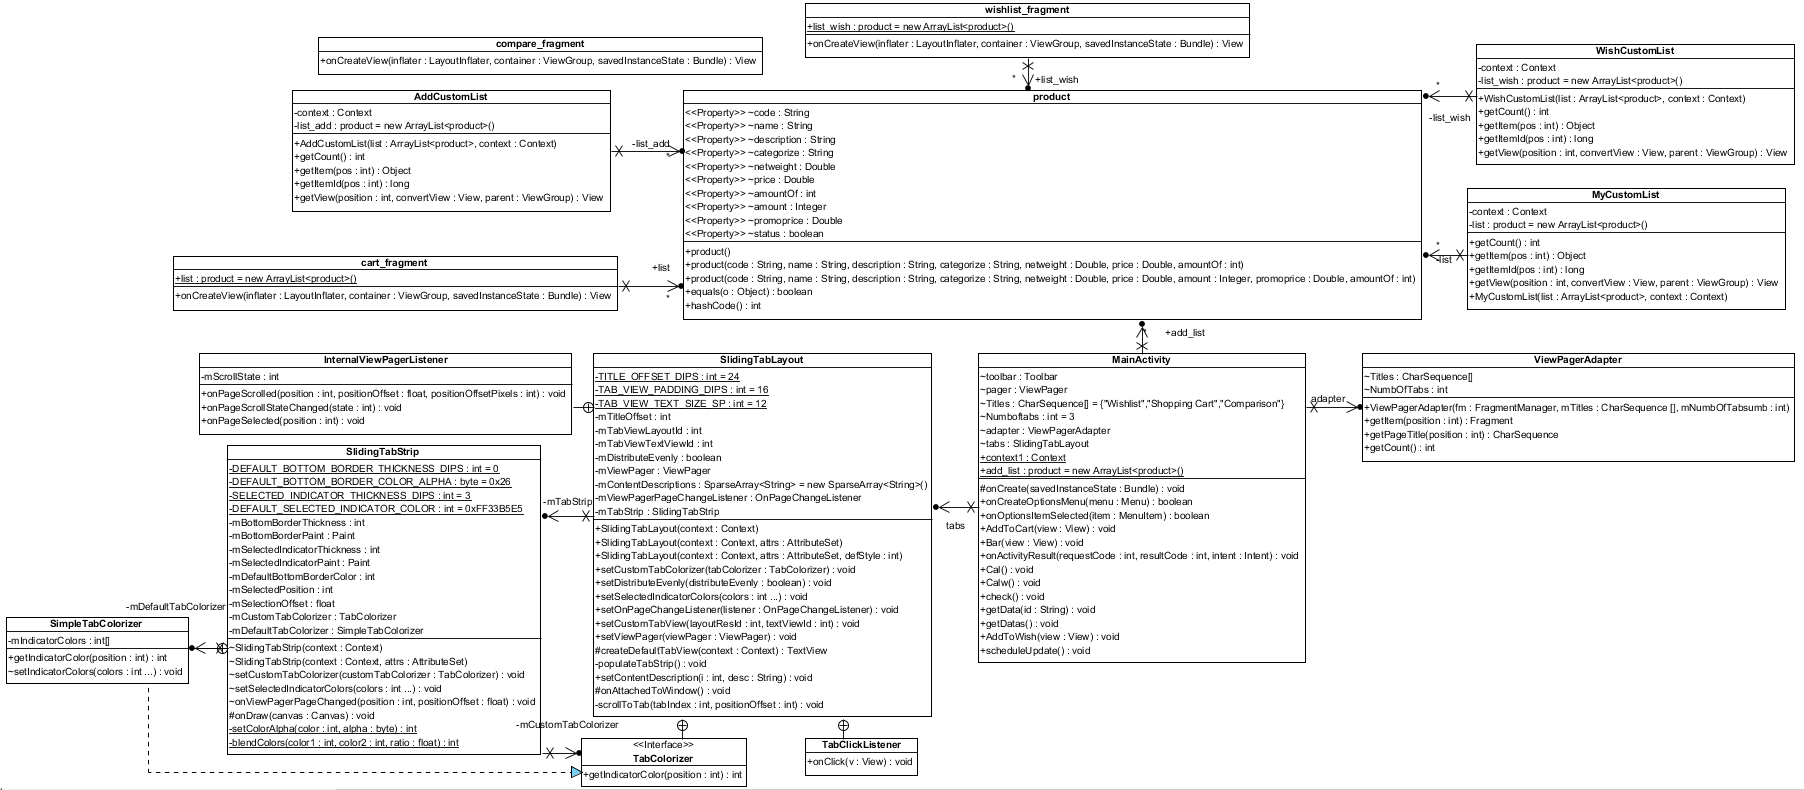 wishlist_fragment
+list_wish : product = new ArrayList<product>()
+onCreateView(inflater : LayoutInflater, container : ViewGroup, savedInstanceState : Bundle) : View
compare_fragment
+onCreateView(inflater : LayoutInflater, container : ViewGroup, savedInstanceState : Bundle) : View
WishCustomList
-context : Context
-list_wish : product = new ArrayList<product>()
+WishCustomList(list : ArrayList<product>, context : Context)
+getCount() : int
+getItem(pos : int) : Object
+getItemId(pos : int) : long
+getView(position : int, convertView : View, parent : ViewGroup) : View
*
+list_wish
*
-list_wish
AddCustomList
-context : Context
-list_add : product = new ArrayList<product>()
+AddCustomList(list : ArrayList<product>, context : Context)
+getCount() : int
+getItem(pos : int) : Object
+getItemId(pos : int) : long
+getView(position : int, convertView : View, parent : ViewGroup) : View
-list_add
*
product
<<Property>> ~code : String
<<Property>> ~name : String
<<Property>> ~description : String
<<Property>> ~categorize : String
<<Property>> ~netweight : Double
<<Property>> ~price : Double
<<Property>> ~amountOf : int
<<Property>> ~amount : Integer
<<Property>> ~promoprice : Double
<<Property>> ~status : boolean
+product()
+product(code : String, name : String, description : String, categorize : String, netweight : Double, price : Double, amountOf : int)
+product(code : String, name : String, description : String, categorize : String, netweight : Double, price : Double, amount : Integer, promoprice : Double, amountOf : int)
+equals(o : Object) : boolean
+hashCode() : int
MyCustomList
-context : Context
-list : product = new ArrayList<product>()
+getCount() : int
+getItem(pos : int) : Object
+getItemId(pos : int) : long
+getView(position : int, convertView : View, parent : ViewGroup) : View
+MyCustomList(list : ArrayList<product>, context : Context)
*
-list
cart_fragment
+list : product = new ArrayList<product>()
+onCreateView(inflater : LayoutInflater, container : ViewGroup, savedInstanceState : Bundle) : View
+list
*
+add_list
InternalViewPagerListener
-mScrollState : int
+onPageScrolled(position : int, positionOffset : float, positionOffsetPixels : int) : void
+onPageScrollStateChanged(state : int) : void
+onPageSelected(position : int) : void
SlidingTabLayout
-TITLE_OFFSET_DIPS : int = 24
-TAB_VIEW_PADDING_DIPS : int = 16
-TAB_VIEW_TEXT_SIZE_SP : int = 12
-mTitleOffset : int
-mTabViewLayoutId : int
-mTabViewTextViewId : int
-mDistributeEvenly : boolean
-mViewPager : ViewPager
-mContentDescriptions : SparseArray<String> = new SparseArray<String>()
-mViewPagerPageChangeListener : OnPageChangeListener
-mTabStrip : SlidingTabStrip
+SlidingTabLayout(context : Context)
+SlidingTabLayout(context : Context, attrs : AttributeSet)
+SlidingTabLayout(context : Context, attrs : AttributeSet, defStyle : int)
+setCustomTabColorizer(tabColorizer : TabColorizer) : void
+setDistributeEvenly(distributeEvenly : boolean) : void
+setSelectedIndicatorColors(colors : int ...) : void
+setOnPageChangeListener(listener : OnPageChangeListener) : void
+setCustomTabView(layoutResId : int, textViewId : int) : void
+setViewPager(viewPager : ViewPager) : void
#createDefaultTabView(context : Context) : TextView
-populateTabStrip() : void
+setContentDescription(i : int, desc : String) : void
#onAttachedToWindow() : void
-scrollToTab(tabIndex : int, positionOffset : int) : void
MainActivity
~toolbar : Toolbar
~pager : ViewPager
~Titles : CharSequence[] = {"Wishlist","Shopping Cart","Comparison"}
~Numboftabs : int = 3
~adapter : ViewPagerAdapter
~tabs : SlidingTabLayout
+context1 : Context
+add_list : product = new ArrayList<product>()
#onCreate(savedInstanceState : Bundle) : void
+onCreateOptionsMenu(menu : Menu) : boolean
+onOptionsItemSelected(item : MenuItem) : boolean
+AddToCart(view : View) : void
+Bar(view : View) : void
+onActivityResult(requestCode : int, resultCode : int, intent : Intent) : void
+Cal() : void
+Calw() : void
+check() : void
+getData(id : String) : void
+getDatas() : void
+AddToWish(view : View) : void
+scheduleUpdate() : void
adapter
ViewPagerAdapter
~Titles : CharSequence[]
~NumbOfTabs : int
+ViewPagerAdapter(fm : FragmentManager, mTitles : CharSequence [], mNumbOfTabsumb : int)
+getItem(position : int) : Fragment
+getPageTitle(position : int) : CharSequence
+getCount() : int
SlidingTabStrip
-DEFAULT_BOTTOM_BORDER_THICKNESS_DIPS : int = 0
-DEFAULT_BOTTOM_BORDER_COLOR_ALPHA : byte = 0x26
-SELECTED_INDICATOR_THICKNESS_DIPS : int = 3
-DEFAULT_SELECTED_INDICATOR_COLOR : int = 0xFF33B5E5
-mBottomBorderThickness : int
-mBottomBorderPaint : Paint
-mSelectedIndicatorThickness : int
-mSelectedIndicatorPaint : Paint
-mDefaultBottomBorderColor : int
-mSelectedPosition : int
-mSelectionOffset : float
-mCustomTabColorizer : TabColorizer
-mDefaultTabColorizer : SimpleTabColorizer
~SlidingTabStrip(context : Context)
~SlidingTabStrip(context : Context, attrs : AttributeSet)
~setCustomTabColorizer(customTabColorizer : TabColorizer) : void
~setSelectedIndicatorColors(colors : int ...) : void
~onViewPagerPageChanged(position : int, positionOffset : float) : void
#onDraw(canvas : Canvas) : void
-setColorAlpha(color : int, alpha : byte) : int
-blendColors(color1 : int, color2 : int, ratio : float) : int
-mTabStrip
tabs
-mDefaultTabColorizer
SimpleTabColorizer
-mIndicatorColors : int[]
+getIndicatorColor(position : int) : int
~setIndicatorColors(colors : int ...) : void
-mCustomTabColorizer
<<Interface>>
TabColorizer
+getIndicatorColor(position : int) : int
TabClickListener
+onClick(v : View) : void